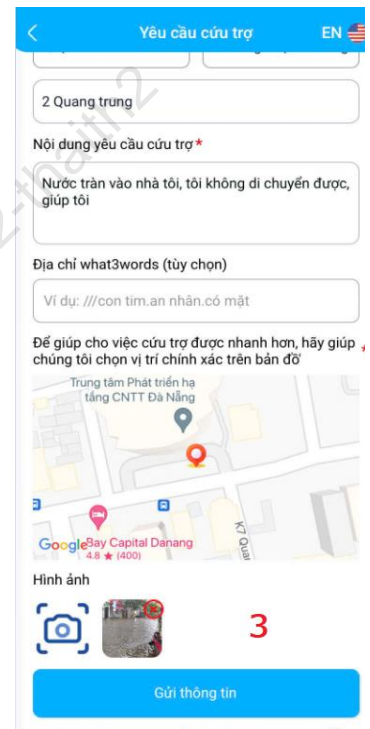 Yêu cầu cứu trợ
EN
2 Quang trung
Nội dung yêu cầu cứu trợ *
Nước tràn vào nhà tôi, tôi không di chuyển được,
giúp tôi
Địa chỉ what3words (tùy chọn)
Ví dụ: ///con tim.an nhân.có mặt
Để giúp cho việc cứu trợ được nhanh hơn, hãy giúp *
chúng tôi chọn vị trí chính xác trên bản đồ
Trung tâm Phát triển hạ
tầng CNTT Đà Nẵng
K7 Quan
Google
Bay Capital Danang
4.8 ★ (400)
Hình ảnh
3
Gửi thông tin